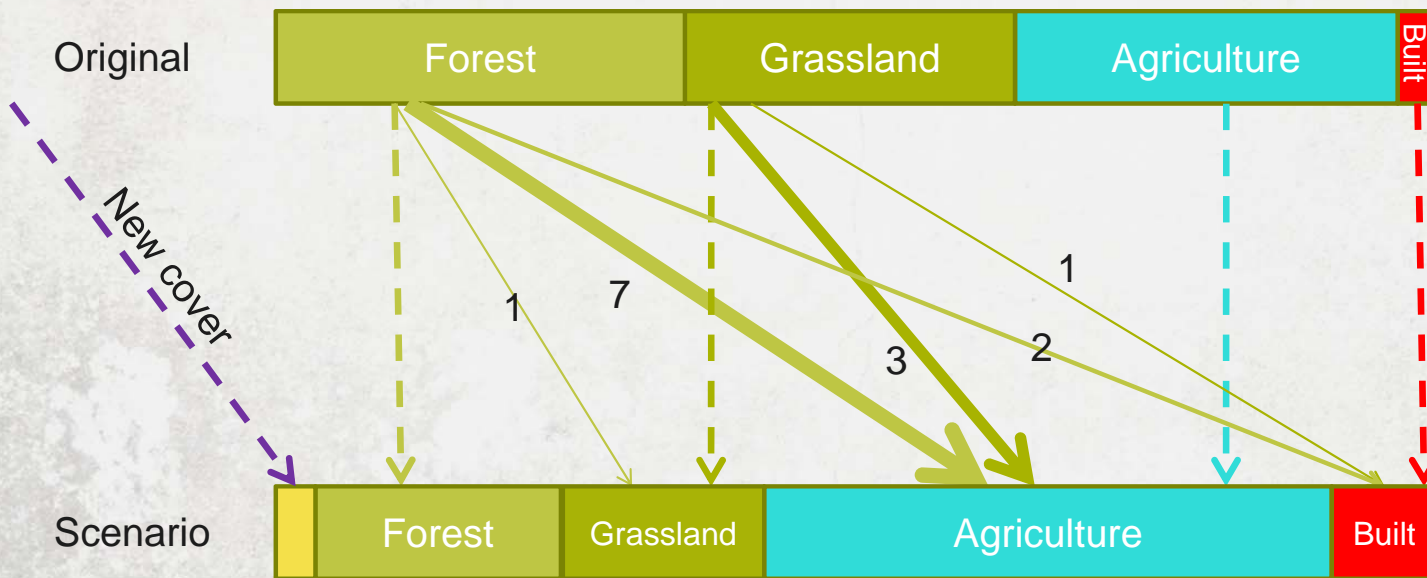 Original
Forest
Grassland
Agriculture
Built
New cover
1
7
3
2
1
Scenario
Forest
Grassland
Agriculture
Built